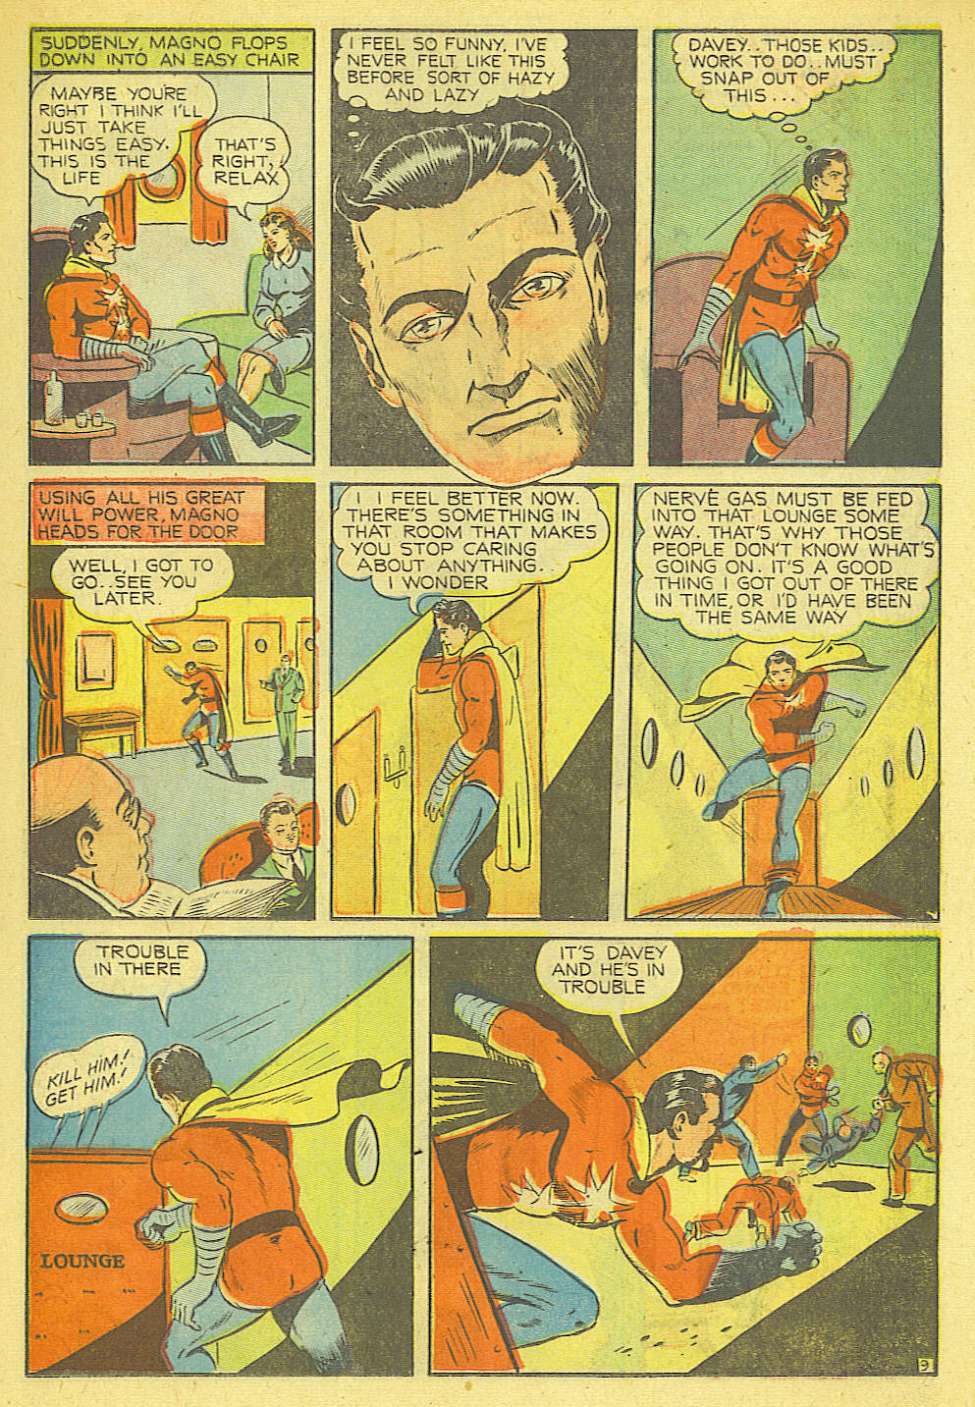 SUDDENLY, MAGNO FLOPS
DOWN INTO AN EASY CHAIR
MAYBE YOU'RE
RIGHT I THINK I'LL
JUST TAKE
THINGS EASY.
THIS IS THE
LIFE
THAT'S
RIGHT,
RELAX
I FEEL SO FUNNY, I'VE
NEVER FELT LIKE THIS
BEFORE SORT OF HAZY
AND LAZY
DAVEY.. THOSE KIDS..
WORK TO DO.. MUST
SNAP OUT OF
THIS...
USING ALL HIS GREAT
WILL POWER, MAGNO
HEADS FOR THE DOOR
WELL, I GOT TO
GO.. SEE YOU
LATER.
I I FEEL BETTER NOW.
THERE'S SOMETHING IN
THAT ROOM THAT MAKES
YOU STOP CARING
ABOUT ANYTHING..
I WONDER
NERVE GAS MUST BE FED
INTO THAT LOUNGE SOME
WAY. THAT'S WHY THOSE
PEOPLE DON'T KNOW WHAT'S
GOING ON. IT'S A GOOD
THING I GOT OUT OF THERE
IN TIME, OR I'D HAVE BEEN
THE SAME WAY
TROUBLE
IN THERE
KILL HIM!
GET HIM!
LOUNGE
IT'S DAVEY
AND HE'S IN
TROUBLE
9